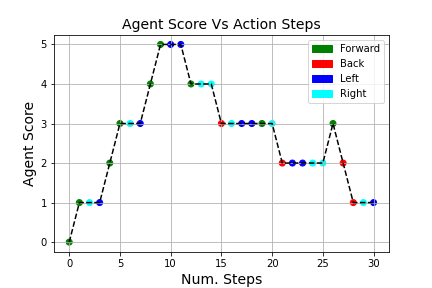 Agent Score Vs Action Steps
5
4
3
2
1
0
Agent Score
Forward
Back
Left
Right
0 5 10 15 20 25 30
Num. Steps